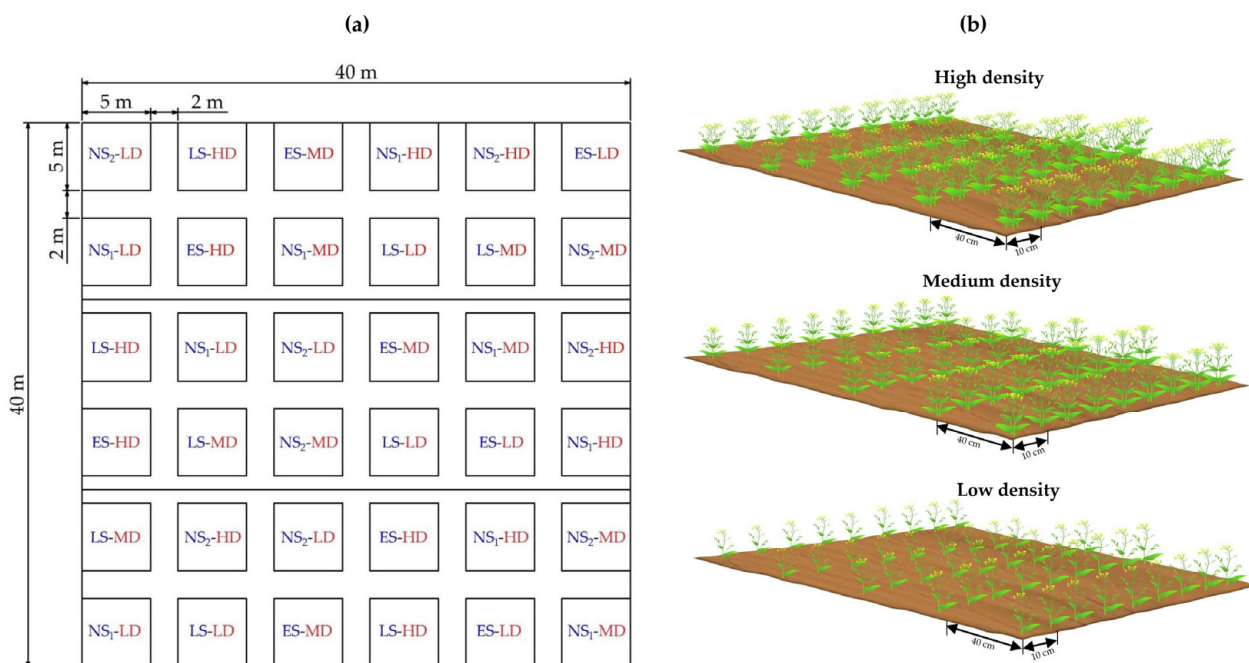 (a)
40 m
5 m
2 m
5 m
2 m
40 m
NS₂-LD LS-HD ES-MD NS₁-HD NS₂-HD ES-LD
NS₁-LD ES-HD NS₁-MD LS-LD LS-MD NS₂-MD
LS-HD NS₁-LD NS₂-LD ES-MD NS₁-MD NS₂-HD
ES-HD LS-MD NS₂-MD LS-LD ES-LD NS₁-HD
LS-MD NS₂-HD NS₂-LD ES-HD NS₁-HD NS₂-MD
NS₁-LD LS-LD ES-MD LS-HD ES-LD NS₁-MD
(b)
High density
40 cm
10 cm
Medium density
40 cm
10 cm
Low density
40 cm
10 cm